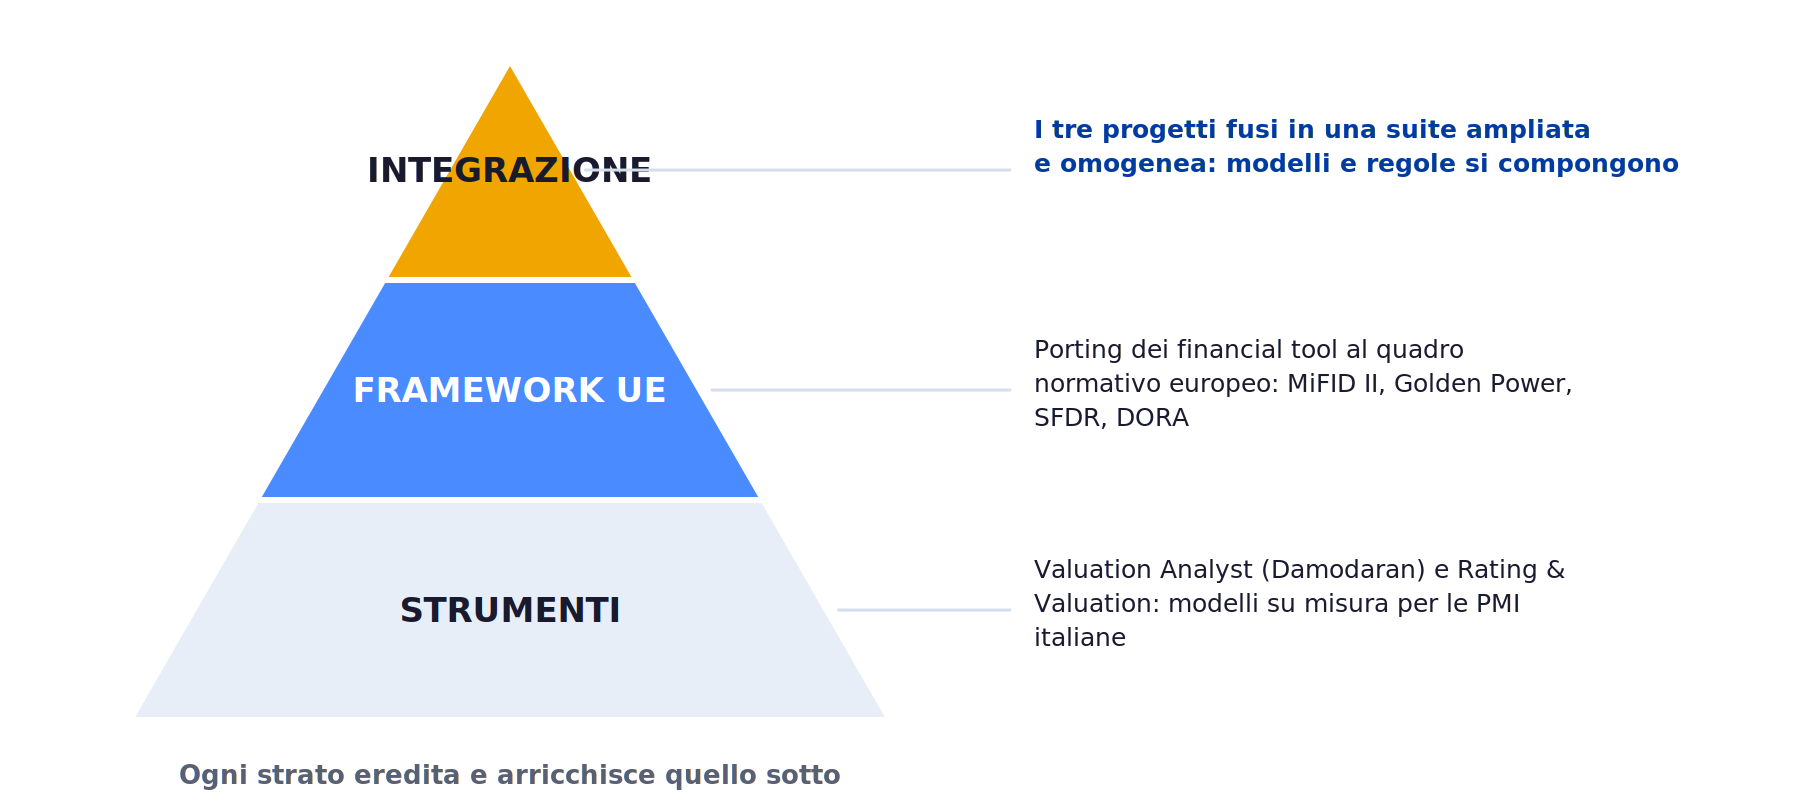 INTEGRAZIONE
I tre progetti fusi in una suite ampliata
e omogenea: modelli e regole si compongono
FRAMEWORK UE
Porting dei financial tool al quadro
normativo europeo: MiFID II, Golden Power,
SFDR, DORA
STRUMENTI
Valuation Analyst (Damodaran) e Rating &
Valuation: modelli su misura per le PMI
italiane
Ogni strato eredita e arricchisce quello sotto